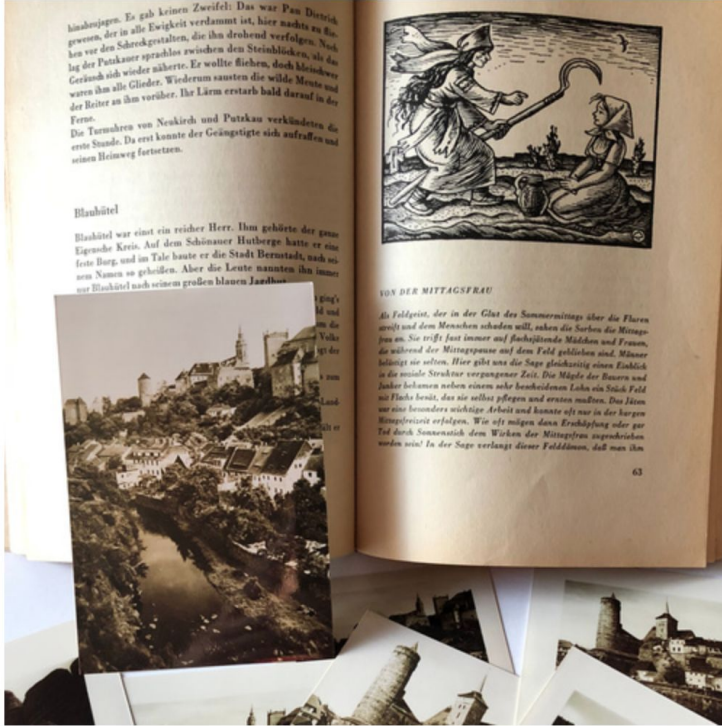 hinabzujagen. Es gab keinen Zweifel: Das war Pan Dietrich
gewesen, der in alle Ewigkeit verdammt ist, hier nachts zu flie-
hen vor den Schreckgestalten, die ihn drohend verfolgen. Noch
lag der Putzkauer sprachlos zwischen den Steinblöcken, als das
Geräusch sich wieder näherte. Er wollte fliehen, doch bleischwer
waren ihm alle Glieder. Wiederum sausten die wilde Meute und
der Reiter an ihm vorüber. Ihr Lärm erstarb bald darauf in der
Ferne.
Die Turmuhren von Neukirch und Putzkau verkündeten die
erste Stunde. Da erst konnte der Geängstigte sich aufraffen und
seinen Heimweg fortsetzen.
Blauhütel
Blauhütel war einst ein reicher Herr. Ihm gehörte der ganze
Eigensche Kreis. Auf dem Schönauer Hutberge hatte er eine
feste Burg, und im Tale baute er die Stadt Bernstadt, nach sei-
nem Namen so geheißen. Aber die Leute nannten ihn immer
nur Blauhütel nach seinem großen blauen Jagdhut
VON DER MITTAGSFRAU
Als Feldgeist, der in der Glut des Sommermittags über die Fluren
streift und dem Menschen schaden will, sahen die Sorben die Mittags-
frau an. Sie trifft fast immer auf flachsjätende Mädchen und Frauen,
die während der Mittagspause auf dem Feld geblieben sind. Männer
belästigt sie selten. Hier gibt uns die Sage gleichzeitig einen Einblick
in die soziale Struktur vergangener Zeit. Die Mägde der Bauern und
Junker bekamen neben einem sehr bescheidenen Lohn ein Stück Feld
mit Flachs besät, das sie selbst pflegen und ernten mußten. Das Jäten
war eine besonders wichtige Arbeit und konnte oft nur in der kargen
Mittagsfreizeit erfolgen. Wie oft mögen dann Erschöpfung oder gar
Tod durch Sonnenstich dem Wirken der Mittagsfrau zugeschrieben
worden sein! In der Sage verlangt dieser Felddämon, daß man ihm
63